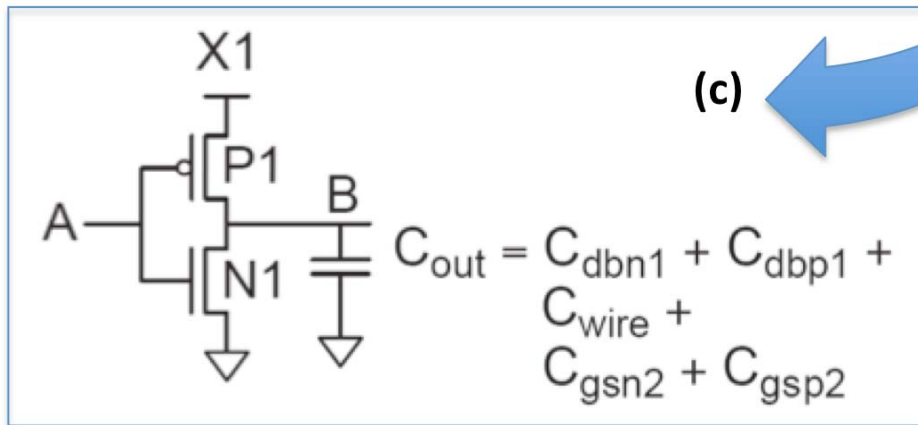 X1
(c)
P1
A
B
N1
C_out = C_dbn1 + C_dbp1 +
C_wire +
C_gsn2 + C_gsp2